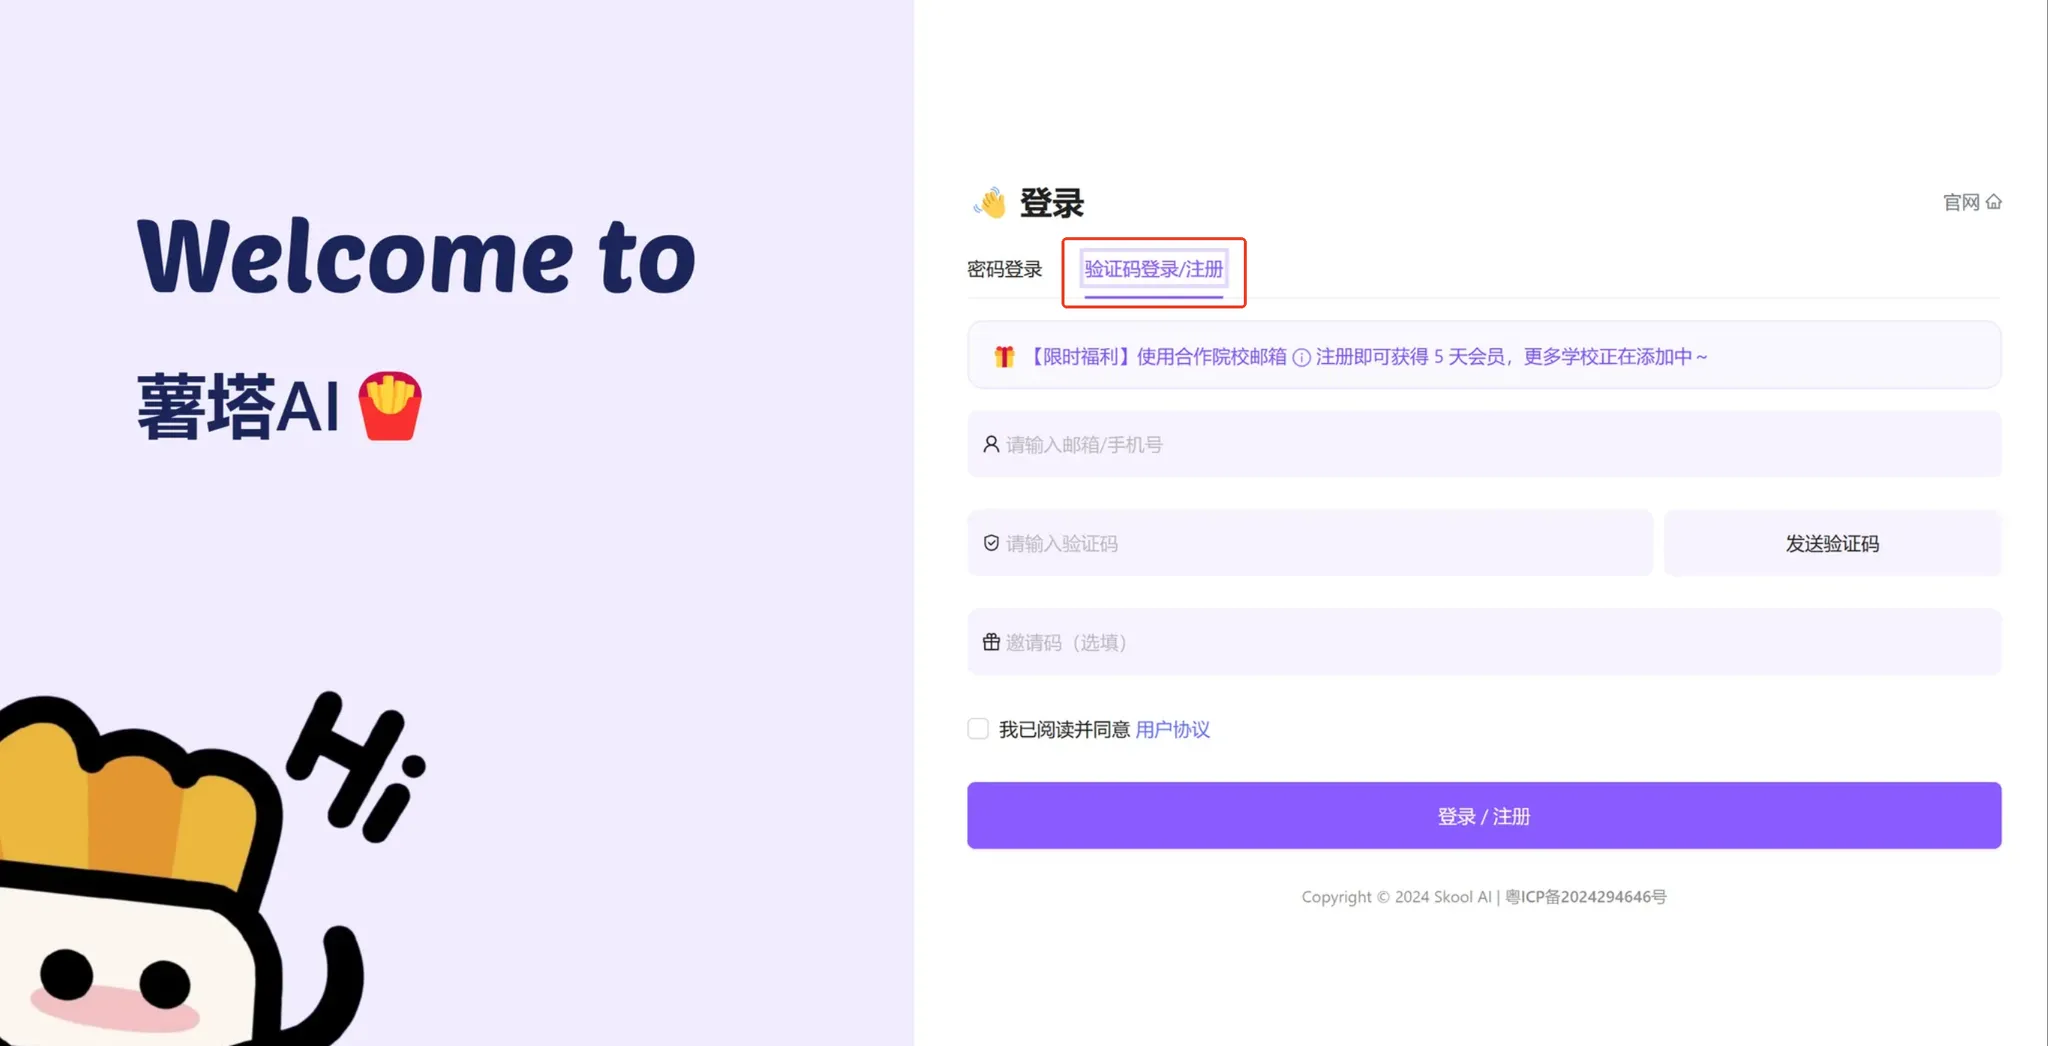 Welcome to
薯塔AI
Hi
登录
官网
密码登录
验证码登录/注册
【限时福利】使用合作院校邮箱 注册即可获得 5 天会员，更多学校正在添加中～
请输入邮箱/手机号
请输入验证码
发送验证码
邀请码（选填）
我已阅读并同意 用户协议
登录 / 注册
Copyright © 2024 Skool AI | 粤ICP备2024294646号